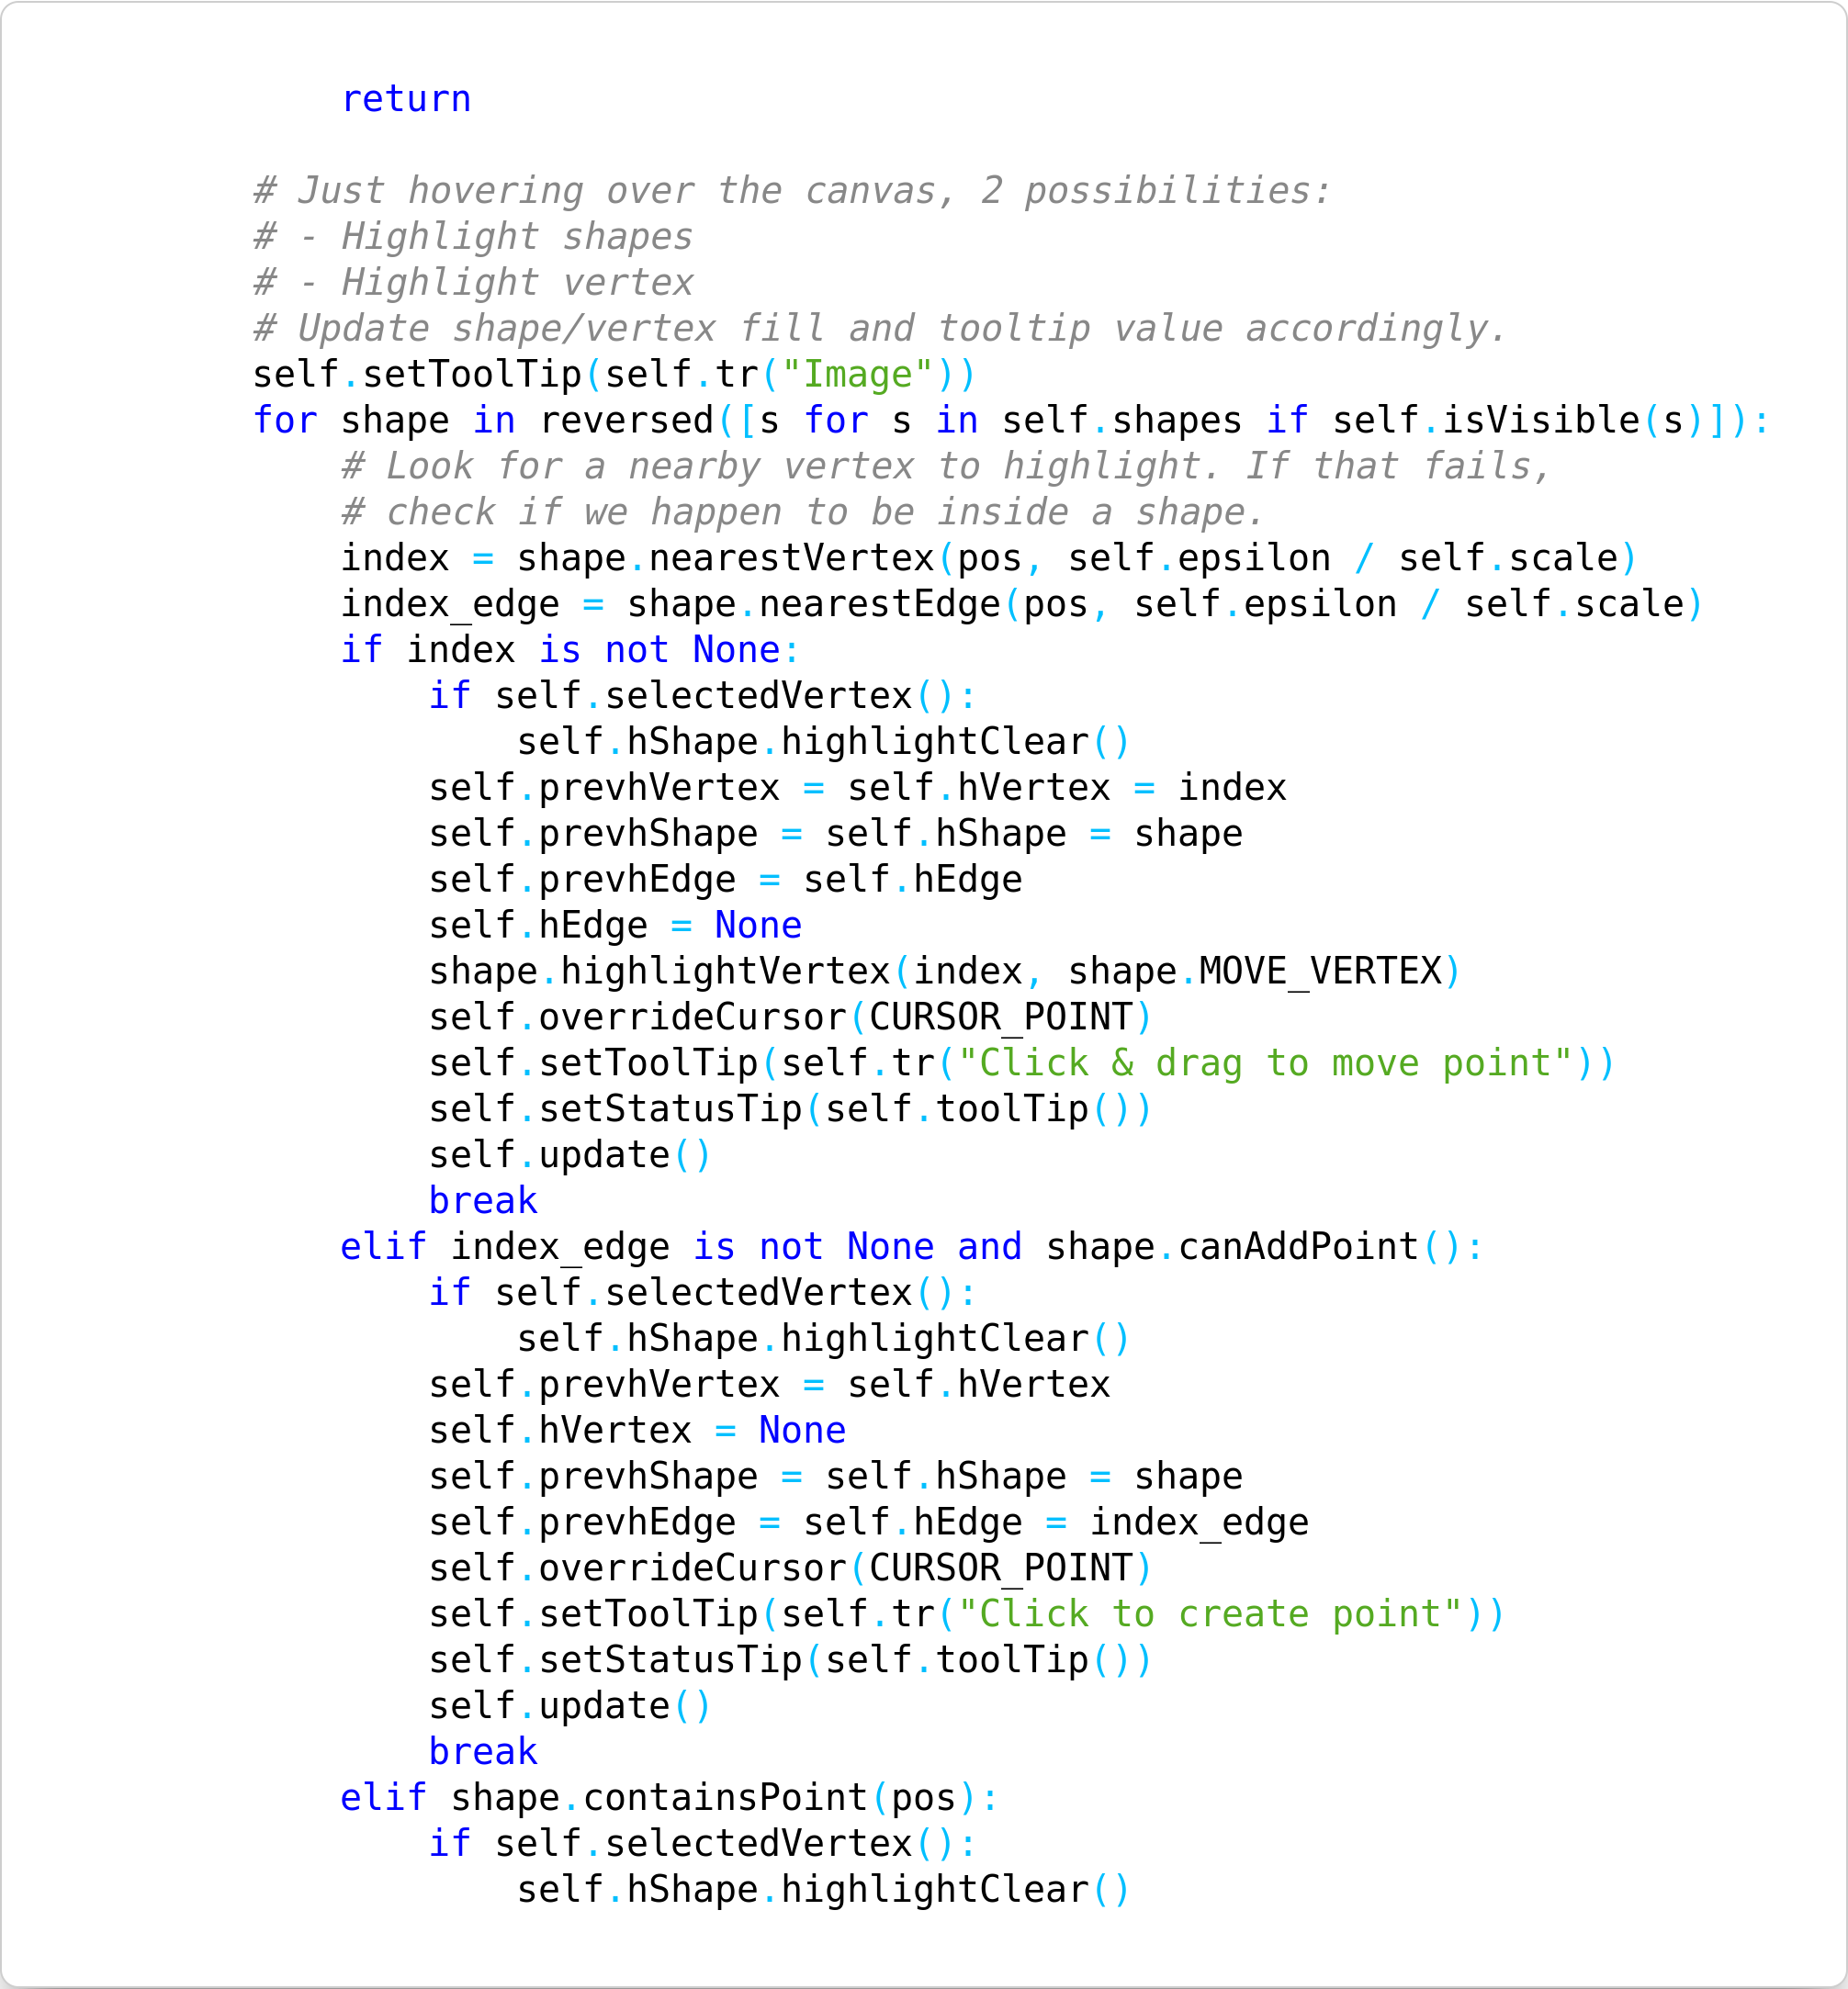 return

        # Just hovering over the canvas, 2 possibilities:
        # - Highlight shapes
        # - Highlight vertex
        # Update shape/vertex fill and tooltip value accordingly.
        self.setToolTip(self.tr("Image"))
        for shape in reversed([s for s in self.shapes if self.isVisible(s)]):
            # Look for a nearby vertex to highlight. If that fails,
            # check if we happen to be inside a shape.
            index = shape.nearestVertex(pos, self.epsilon / self.scale)
            index_edge = shape.nearestEdge(pos, self.epsilon / self.scale)
            if index is not None:
                if self.selectedVertex():
                    self.hShape.highlightClear()
                self.prevhVertex = self.hVertex = index
                self.prevhShape = self.hShape = shape
                self.prevhEdge = self.hEdge
                self.hEdge = None
                shape.highlightVertex(index, shape.MOVE_VERTEX)
                self.overrideCursor(CURSOR_POINT)
                self.setToolTip(self.tr("Click & drag to move point"))
                self.setStatusTip(self.toolTip())
                self.update()
                break
            elif index_edge is not None and shape.canAddPoint():
                if self.selectedVertex():
                    self.hShape.highlightClear()
                self.prevhVertex = self.hVertex
                self.hVertex = None
                self.prevhShape = self.hShape = shape
                self.prevhEdge = self.hEdge = index_edge
                self.overrideCursor(CURSOR_POINT)
                self.setToolTip(self.tr("Click to create point"))
                self.setStatusTip(self.toolTip())
                self.update()
                break
            elif shape.containsPoint(pos):
                if self.selectedVertex():
                    self.hShape.highlightClear()